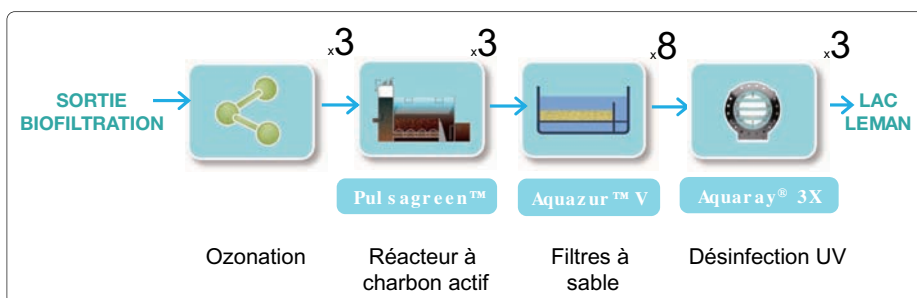 x3
x3
x8
x3
SORTIE
BIOFILTRATION
LAC
LEMAN
Pulsagreen™
Aquazur™ V
Aquaray® 3X
Ozonation
Réacteur à
charbon actif
Filtres à
sable
Désinfection UV